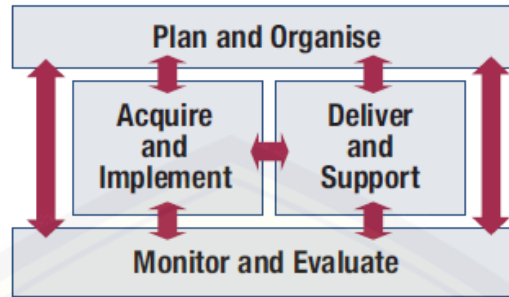 Plan and Organise
Acquire
and
Implement
Deliver
and
Support
Monitor and Evaluate